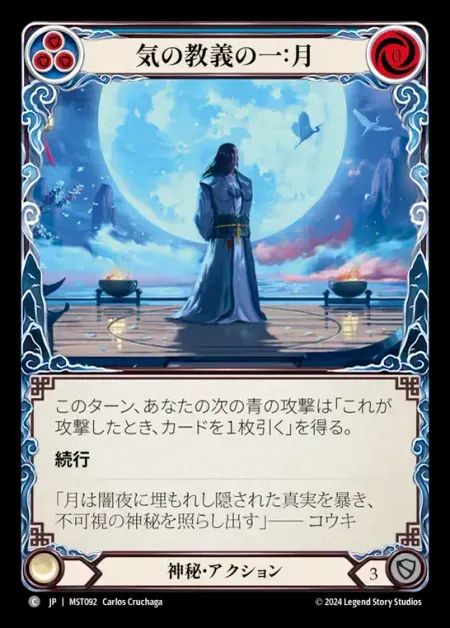 気の教義の一:月
0
このターン、あなたの次の青の攻撃は「これが
攻撃したとき、カードを1枚引く」を得る。
続行
「月は闇夜に埋もれし隠された真実を暴き、
不可視の神秘を照らし出す」—— コウキ
神秘・アクション
3
C JP | MST092 Carlos Cruchaga
© 2024 Legend Story Studios